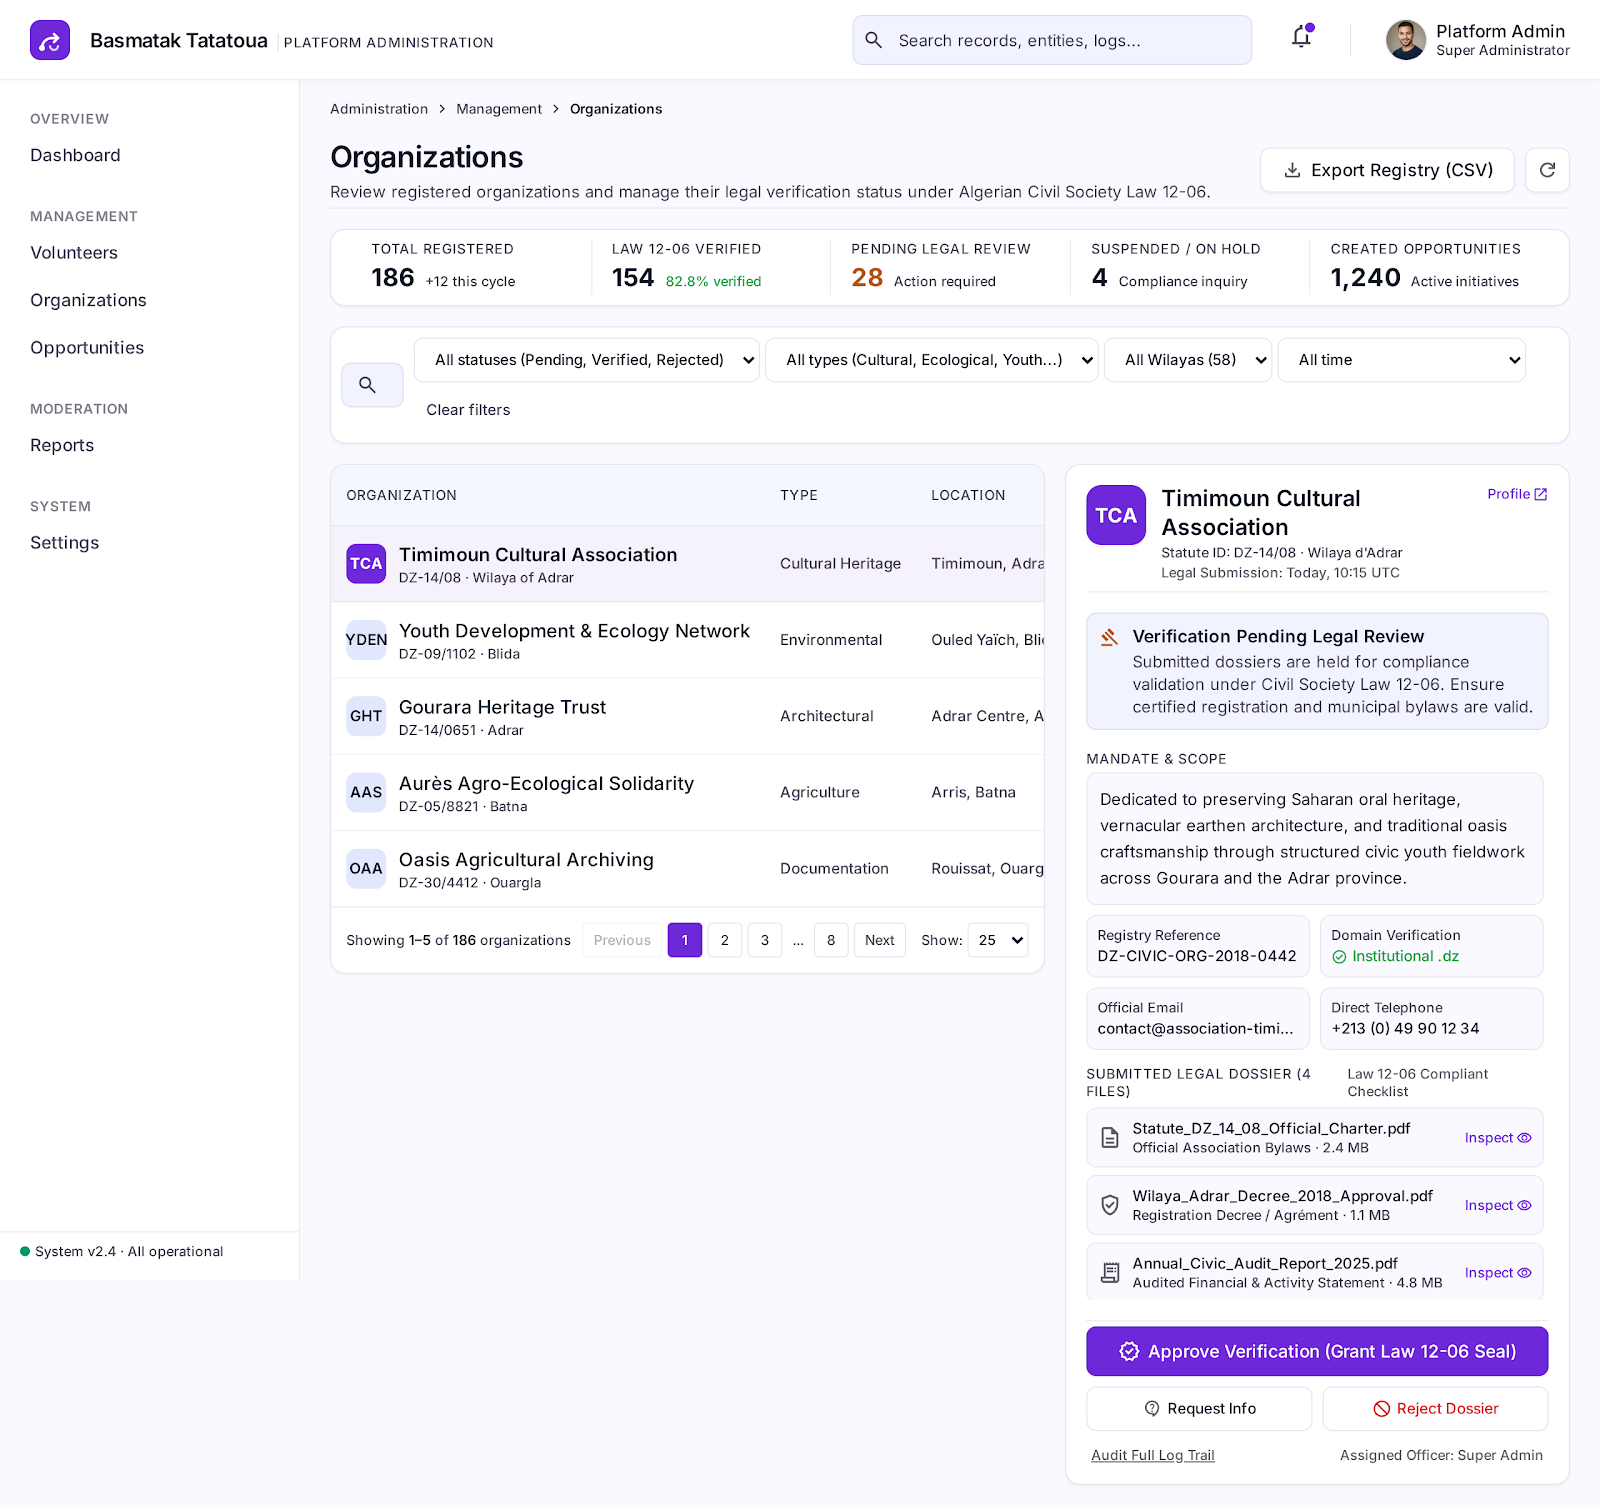 Basmatak Tatatoua
PLATFORM ADMINISTRATION
Search records, entities, logs...
Platform Admin
Super Administrator
OVERVIEW
Dashboard
MANAGEMENT
Volunteers
Organizations
Opportunities
MODERATION
Reports
SYSTEM
Settings
System v2.4 · All operational
Administration > Management > Organizations
Organizations
Review registered organizations and manage their legal verification status under Algerian Civil Society Law 12-06.
Export Registry (CSV)
TOTAL REGISTERED
186 +12 this cycle
LAW 12-06 VERIFIED
154 82.8% verified
PENDING LEGAL REVIEW
28 Action required
SUSPENDED / ON HOLD
4 Compliance inquiry
CREATED OPPORTUNITIES
1,240 Active initiatives
All statuses (Pending, Verified, Rejected)
All types (Cultural, Ecological, Youth...)
All Wilayas (58)
All time
Clear filters
ORGANIZATION TYPE LOCATION
TCA
Timimoun Cultural Association
DZ-14/08 · Wilaya of Adrar
Cultural Heritage
Timimoun, Adra
YDEN
Youth Development & Ecology Network
DZ-09/1102 · Blida
Environmental
Ouled Yaïch, Bli
GHT
Gourara Heritage Trust
DZ-14/0651 · Adrar
Architectural
Adrar Centre, A
AAS
Aurès Agro-Ecological Solidarity
DZ-05/8821 · Batna
Agriculture
Arris, Batna
OAA
Oasis Agricultural Archiving
DZ-30/4412 · Ouargla
Documentation
Rouissat, Ouarg
Showing 1–5 of 186 organizations
Previous 1 2 3 ... 8 Next
Show: 25
TCA
Timimoun Cultural
Association
Profile
Statute ID: DZ-14/08 · Wilaya d'Adrar
Legal Submission: Today, 10:15 UTC
Verification Pending Legal Review
Submitted dossiers are held for compliance
validation under Civil Society Law 12-06. Ensure
certified registration and municipal bylaws are valid.
MANDATE & SCOPE
Dedicated to preserving Saharan oral heritage,
vernacular earthen architecture, and traditional oasis
craftsmanship through structured civic youth fieldwork
across Gourara and the Adrar province.
Registry Reference
DZ-CIVIC-ORG-2018-0442
Domain Verification
Institutional .dz
Official Email
contact@association-timi...
Direct Telephone
+213 (0) 49 90 12 34
SUBMITTED LEGAL DOSSIER (4
FILES)
Law 12-06 Compliant
Checklist
Statute_DZ_14_08_Official_Charter.pdf
Official Association Bylaws · 2.4 MB
Inspect
Wilaya_Adrar_Decree_2018_Approval.pdf
Registration Decree / Agrément · 1.1 MB
Inspect
Annual_Civic_Audit_Report_2025.pdf
Audited Financial & Activity Statement · 4.8 MB
Inspect
Approve Verification (Grant Law 12-06 Seal)
Request Info
Reject Dossier
Audit Full Log Trail
Assigned Officer: Super Admin